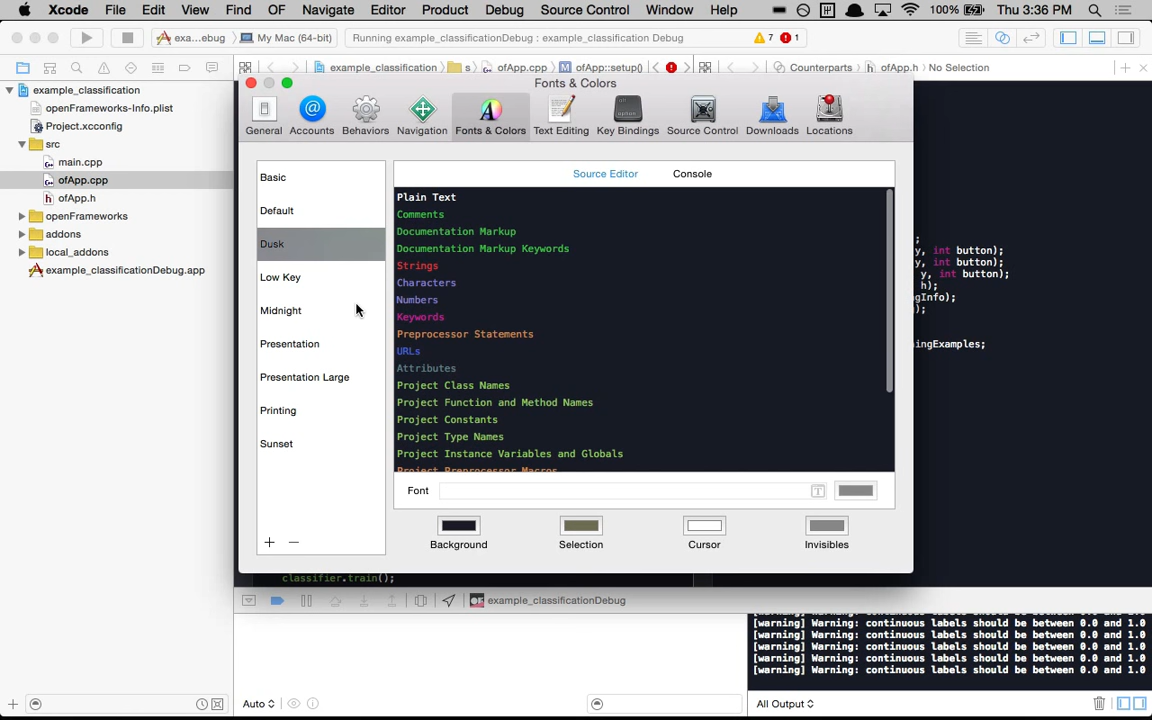 Xcode File Edit View Find OF Navigate Editor Product Debug Source Control Window Help 100% Thu 3:36 PM
exa...ebug My Mac (64-bit) Running example_classificationDebug : example_classification Debug 7 1
example_classification s ofApp.cpp M ofApp::setup() Counterparts ofApp.h No Selection
Fonts & Colors
General Accounts Behaviors Navigation Fonts & Colors Text Editing Key Bindings Source Control Downloads Locations
example_classification
openFrameworks-Info.plist
Project.xcconfig
src
main.cpp
ofApp.cpp
ofApp.h
openFrameworks
addons
local_addons
example_classificationDebug.app
Basic
Default
Dusk
Low Key
Midnight
Presentation
Presentation Large
Printing
Sunset
+ −
Source Editor Console
Plain Text
Comments
Documentation Markup
Documentation Markup Keywords
Strings
Characters
Numbers
Keywords
Preprocessor Statements
URLs
Attributes
Project Class Names
Project Function and Method Names
Project Constants
Project Type Names
Project Instance Variables and Globals
Project Preprocessor Macros
Font T
Background Selection Cursor Invisibles
;
y, int button);
y, int button);
y, int button);
h);
gInfo);
);
ingExamples;
classifier.train();
example_classificationDebug
[warning] Warning: continuous labels should be between 0.0 and 1.0
[warning] Warning: continuous labels should be between 0.0 and 1.0
[warning] Warning: continuous labels should be between 0.0 and 1.0
[warning] Warning: continuous labels should be between 0.0 and 1.0
[warning] Warning: continuous labels should be between 0.0 and 1.0
Auto All Output